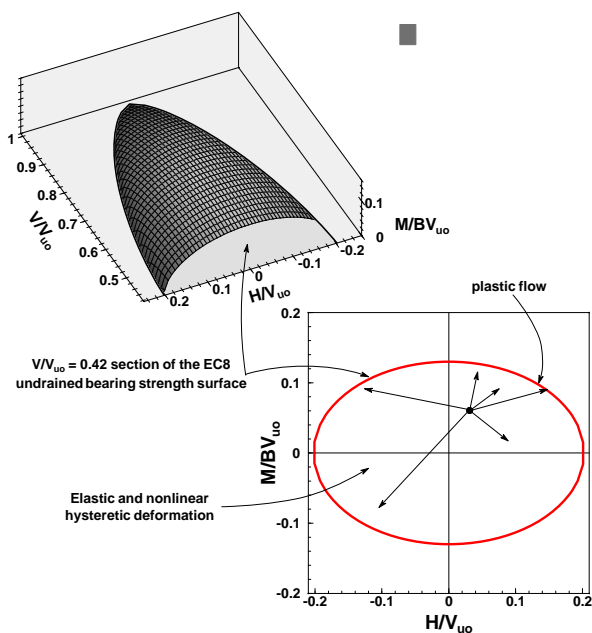 1
0.9
0.8
0.7
0.6
0.5
V/Vuo
0.2
0.1
0
-0.1
-0.2
H/Vuo
0.1
0
M/BVuo
plastic flow
V/Vuo = 0.42 section of the EC8
undrained bearing strength surface
Elastic and nonlinear
hysteretic deformation
0.2
0.1
0
-0.1
-0.2
M/BVuo
-0.2
-0.1
0
0.1
0.2
H/Vuo